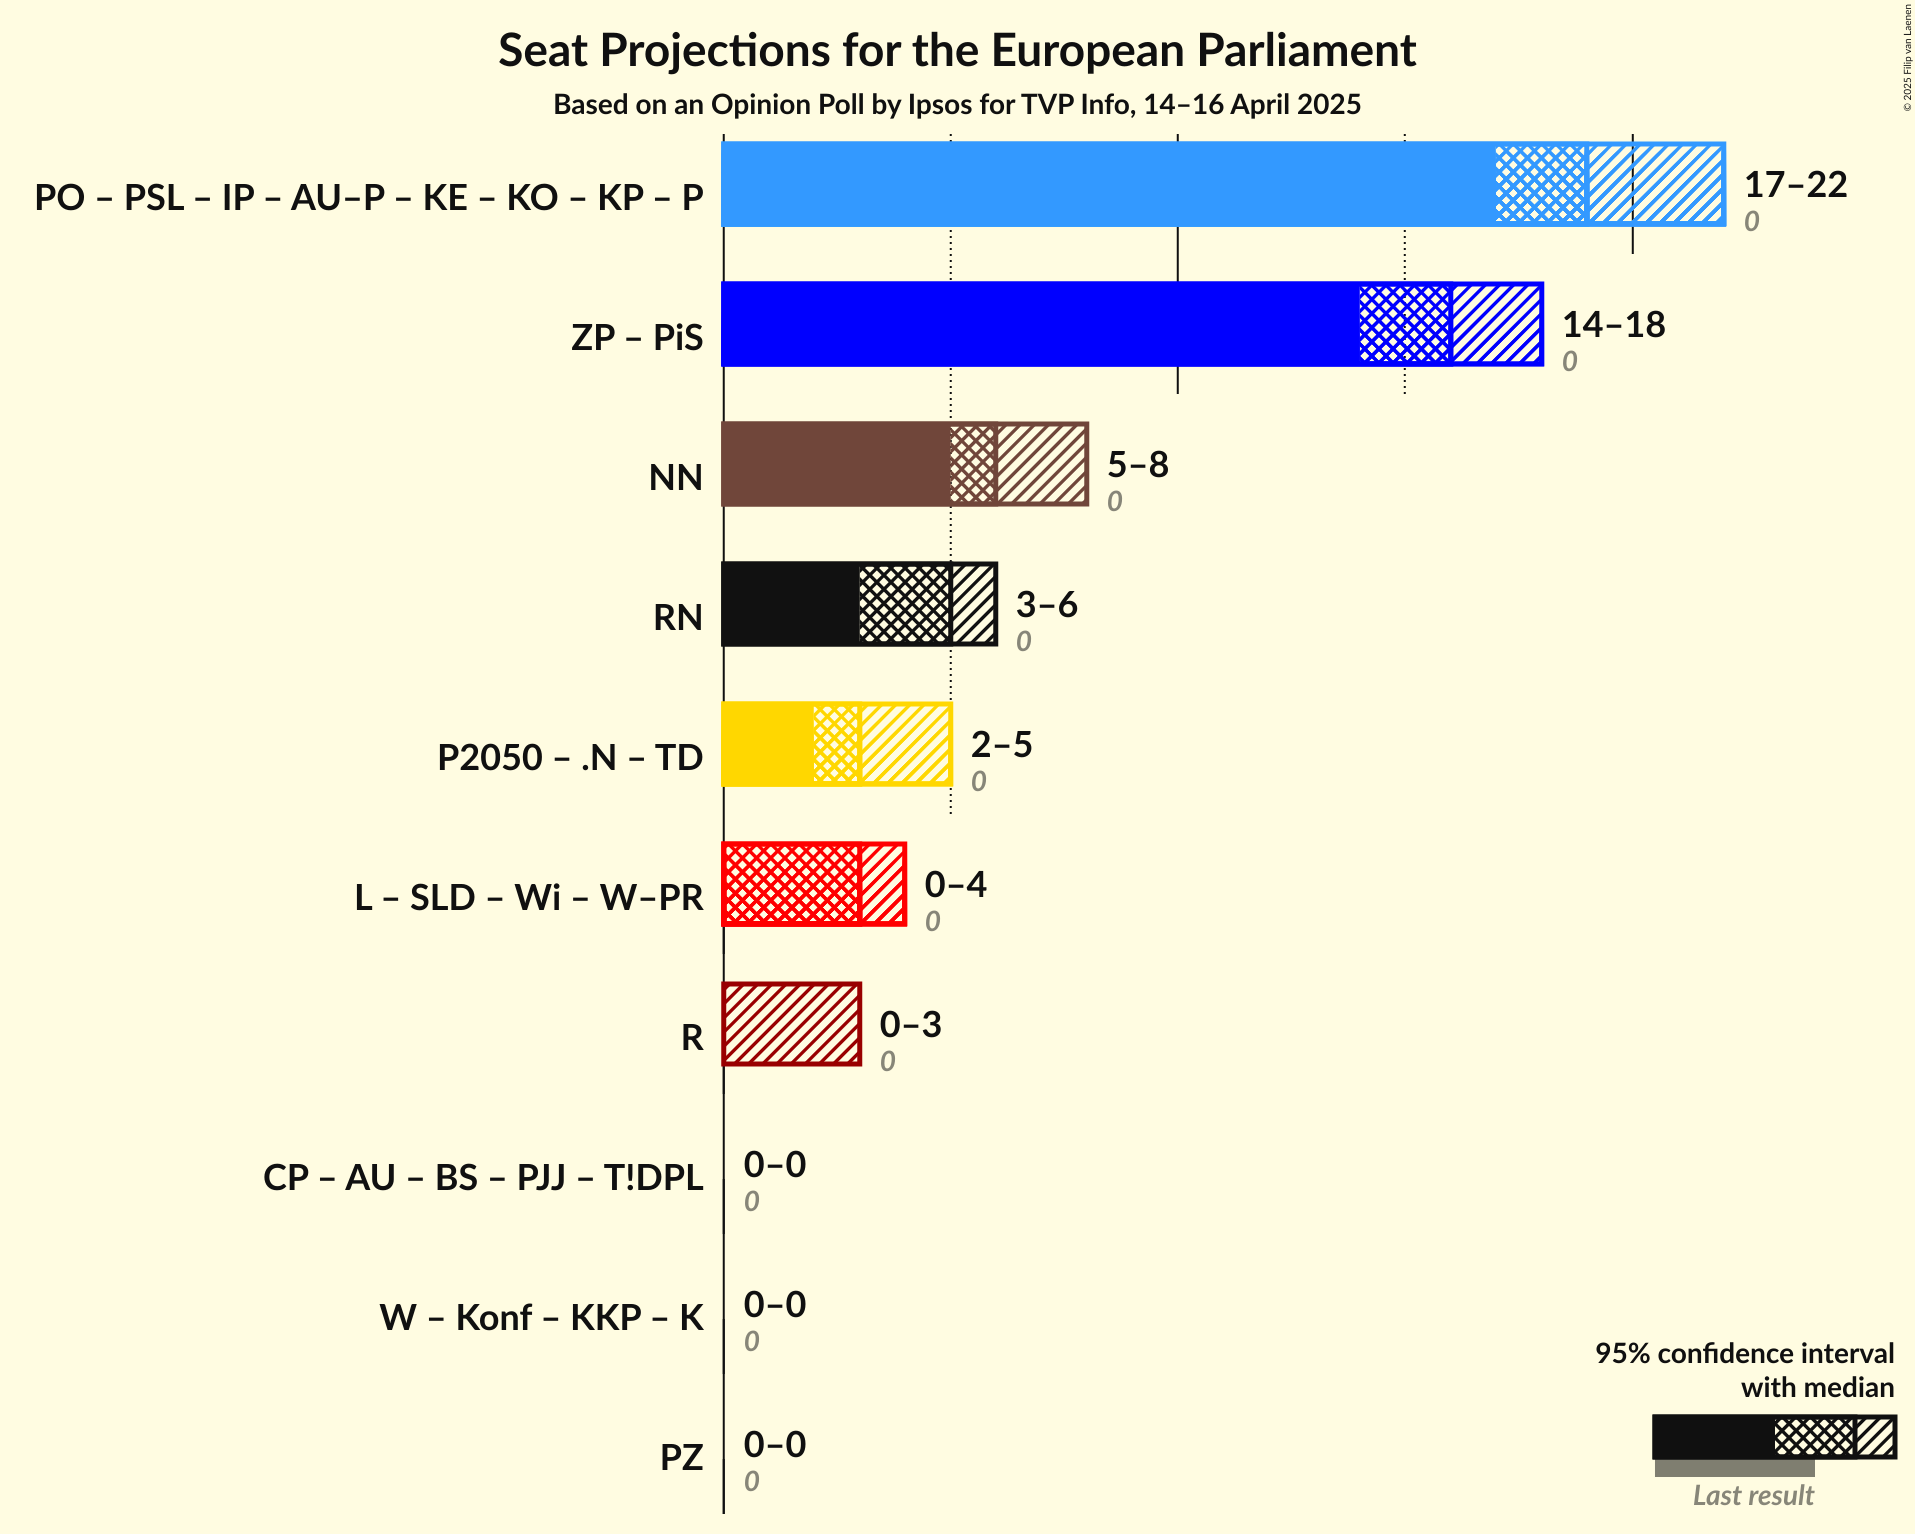 Seat Projections for the European Parliament
Based on an Opinion Poll by Ipsos for TVP Info, 14–16 April 2025
© 2025 Filip van Laenen
PO – PSL – IP – AU–P – KE – KO – KP – P
17–22
0
ZP – PiS
14–18
0
NN
5–8
0
RN
3–6
0
P2050 – .N – TD
2–5
0
L – SLD – Wi – W–PR
0–4
0
R
0–3
0
CP – AU – BS – PJJ – T!DPL
0–0
0
W – Konf – KKP – K
0–0
0
PZ
0–0
0
95% confidence interval
with median
Last result